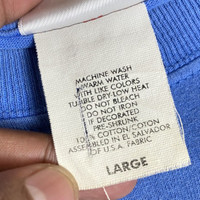 MACHINE WASH
WARM WATER
WITH LIKE COLORS
TUMBLE DRY-LOW HEAT
DO NOT BLEACH
DO NOT IRON
IF DECORATED
PRE-SHRUNK
100% COTTON/COTON
ASSEMBLED IN EL SALVADOR
OF U.S.A. FABRIC
LARGE